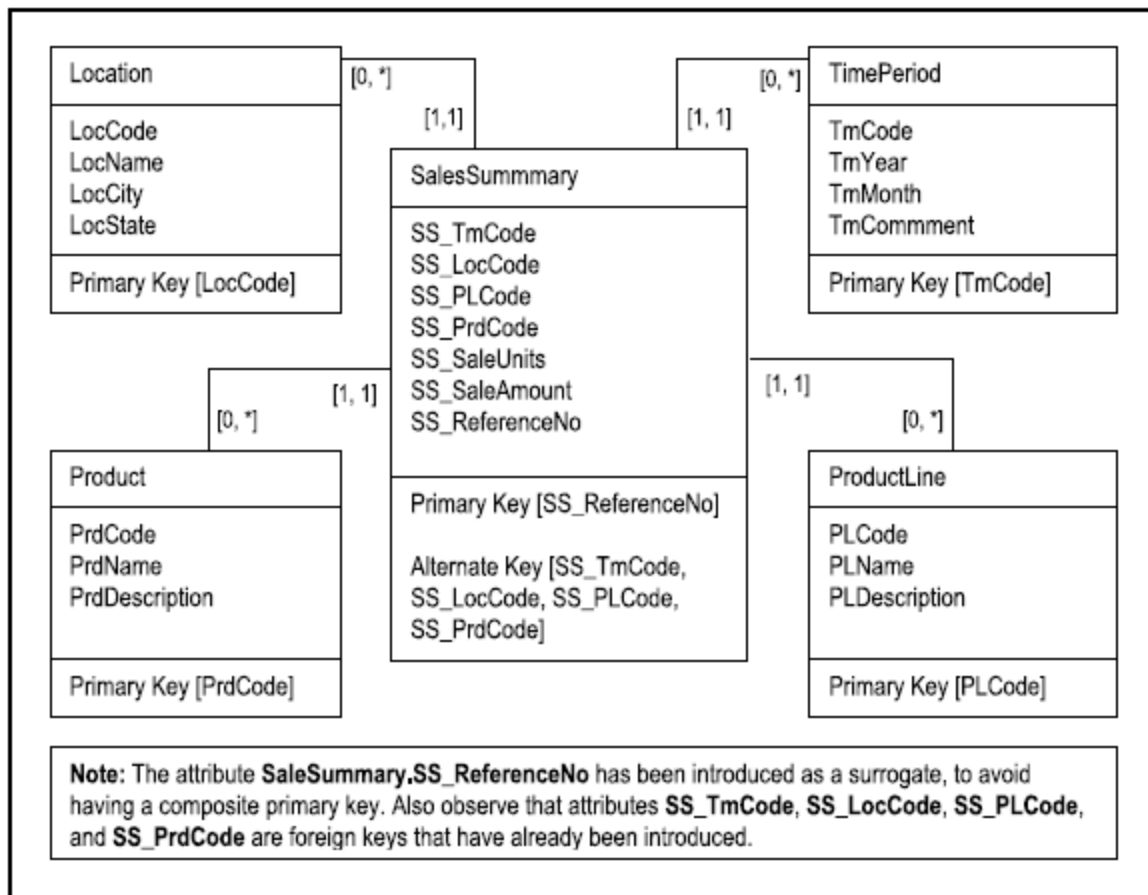 Location
[0, *]
[1,1]
LocCode
LocName
LocCity
LocState
Primary Key [LocCode]
[0, *]
[1, 1]
TimePeriod
TmCode
TmYear
TmMonth
TmCommment
Primary Key [TmCode]
SalesSummmary
SS_TmCode
SS_LocCode
SS_PLCode
SS_PrdCode
SS_SaleUnits
SS_SaleAmount
SS_ReferenceNo
Primary Key [SS_ReferenceNo]
Alternate Key [SS_TmCode,
SS_LocCode, SS_PLCode,
SS_PrdCode]
[1, 1]
[0, *]
Product
PrdCode
PrdName
PrdDescription
Primary Key [PrdCode]
[1, 1]
[0, *]
ProductLine
PLCode
PLName
PLDescription
Primary Key [PLCode]
Note: The attribute SaleSummary.SS_ReferenceNo has been introduced as a surrogate, to avoid
having a composite primary key. Also observe that attributes SS_TmCode, SS_LocCode, SS_PLCode,
and SS_PrdCode are foreign keys that have already been introduced.